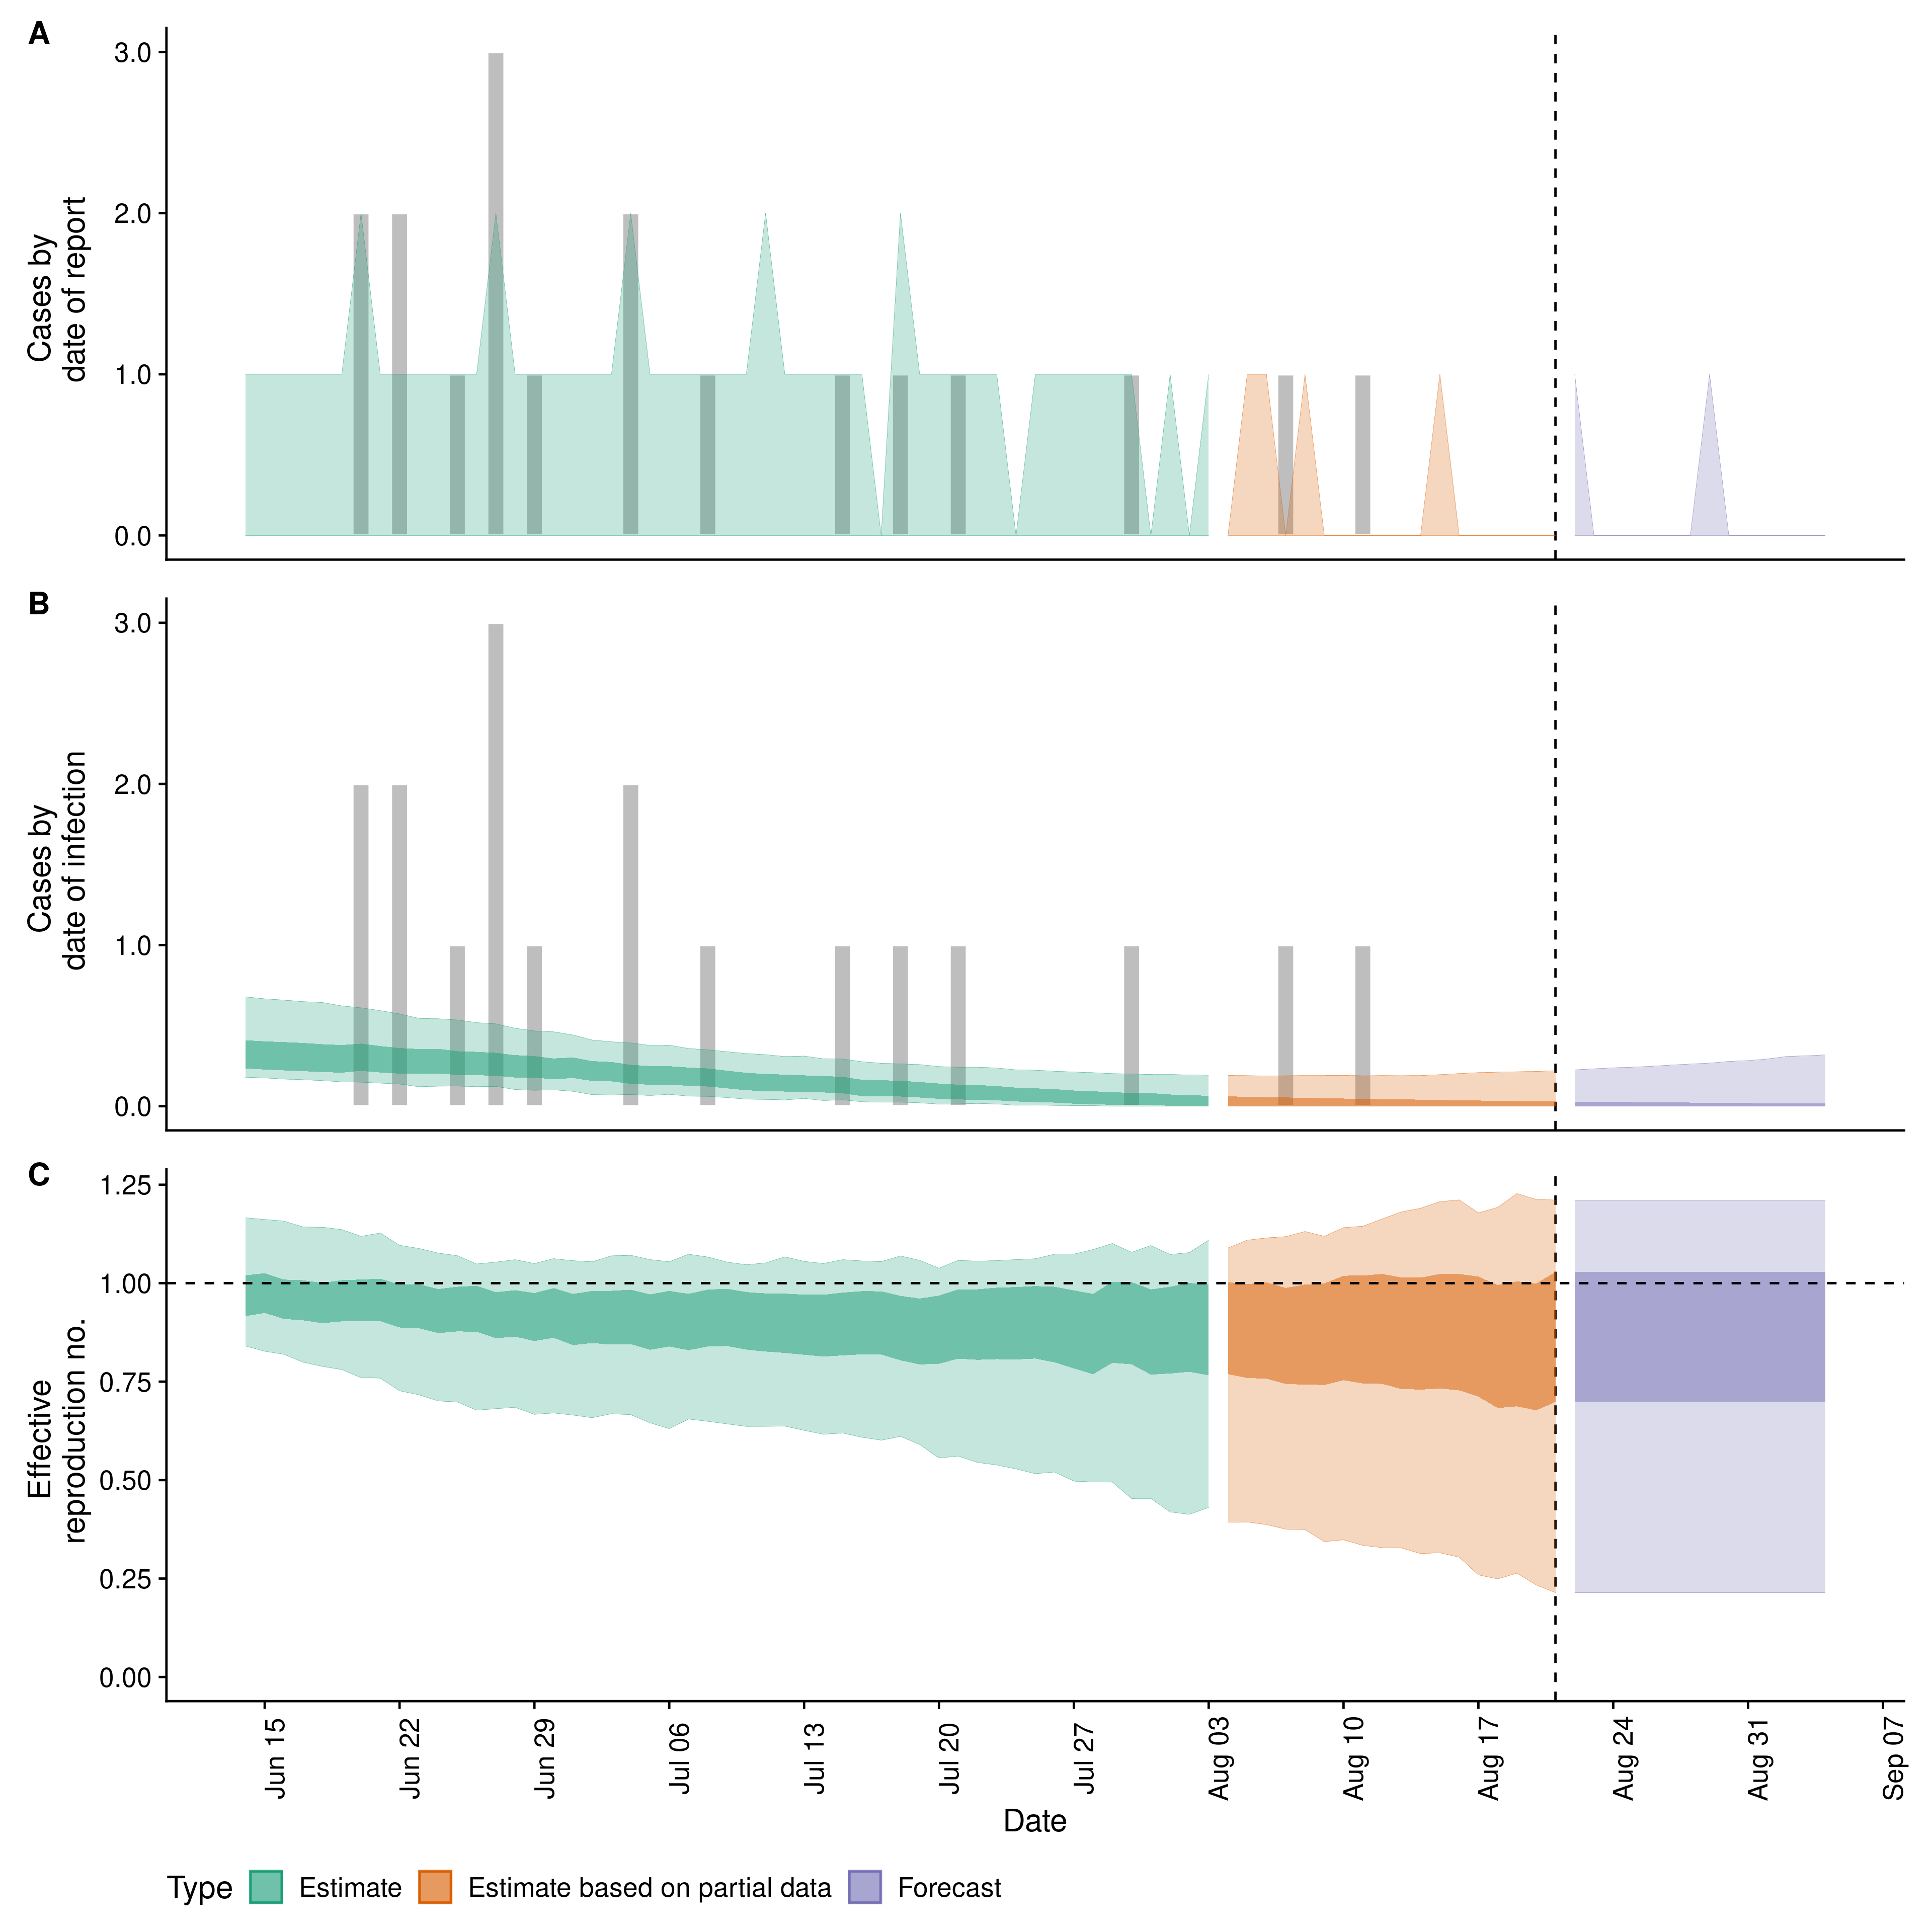 A
3.0
2.0
1.0
0.0
Cases by
date of report
B
3.0
2.0
1.0
0.0
Cases by
date of infection
C
1.25
1.00
0.75
0.50
0.25
0.00
Effective
reproduction no.
Jun 15
Jun 22
Jun 29
Jul 06
Jul 13
Jul 20
Jul 27
Aug 03
Aug 10
Aug 17
Aug 24
Aug 31
Sep 07
Date
Type Estimate Estimate based on partial data Forecast